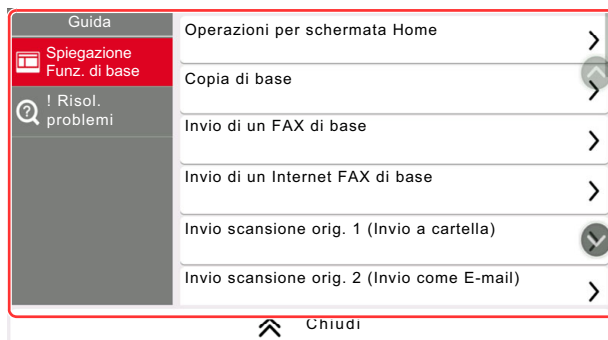 Guida
Spiegazione
Funz. di base
! Risol.
problemi
Operazioni per schermata Home
Copia di base
Invio di un FAX di base
Invio di un Internet FAX di base
Invio scansione orig. 1 (Invio a cartella)
Invio scansione orig. 2 (Invio come E-mail)
Chiudi